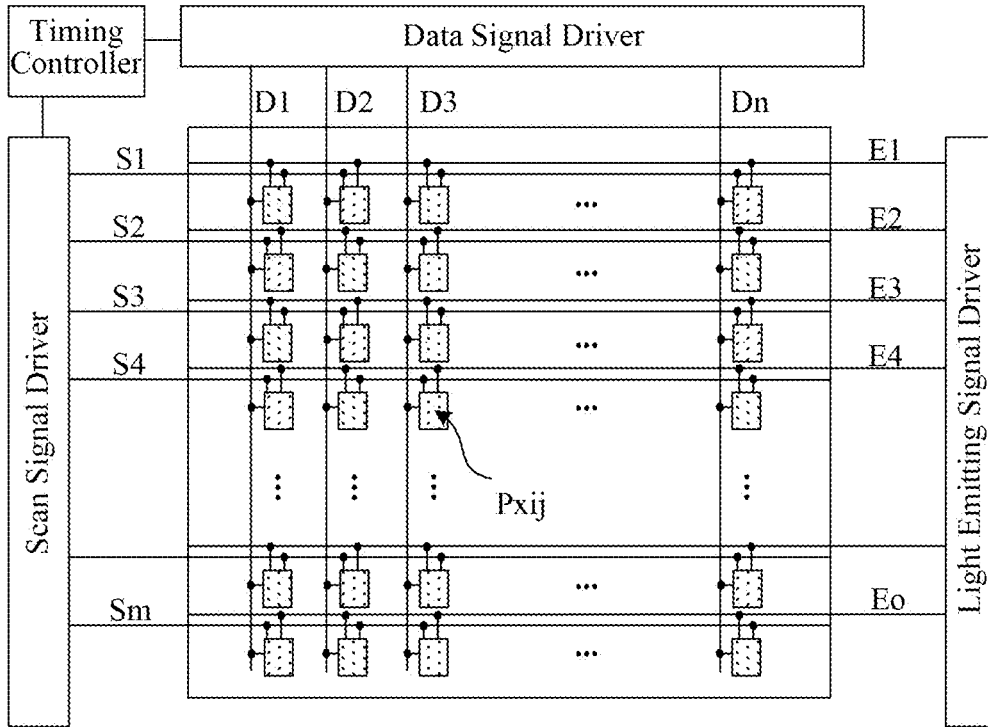 Timing
Controller
Data Signal Driver
D1 D2 D3 Dn
S1 E1
S2 E2
S3 E3
S4 E4
Pxij
Sm Eo
Scan Signal Driver
Light Emitting Signal Driver